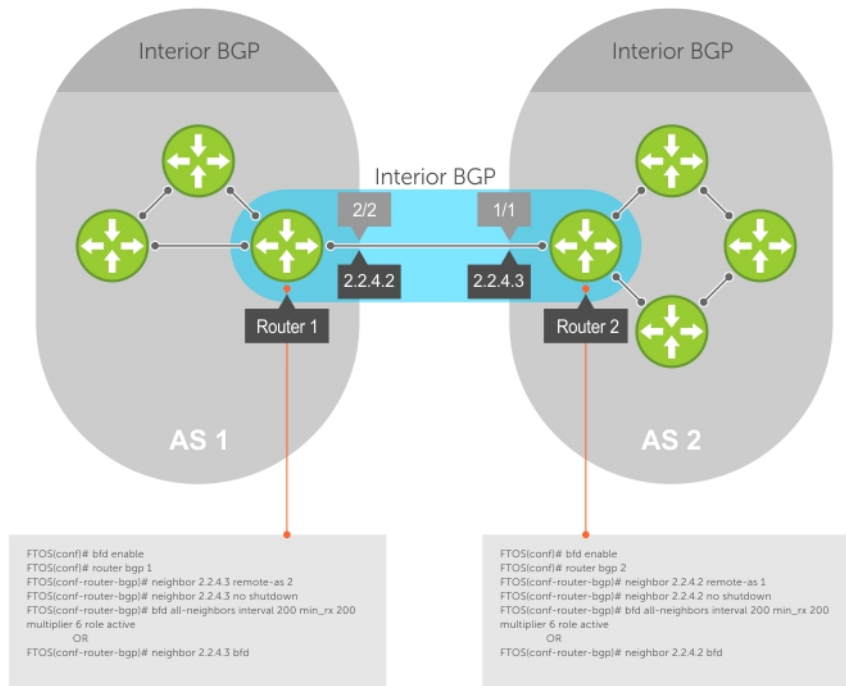 Interior BGP
Interior BGP
Interior BGP
2/2
1/1
2.2.4.2
2.2.4.3
Router 1
Router 2
AS 1
AS 2
FTOS(conf)# bfd enable
FTOS(conf)# router bgp 1
FTOS(conf-router-bgp)# neighbor 2.2.4.3 remote-as 2
FTOS(conf-router-bgp)# neighbor 2.2.4.3 no shutdown
FTOS(conf-router-bgp)# bfd all-neighbors interval 200 min_rx 200
multiplier 6 role active
OR
FTOS(conf-router-bgp)# neighbor 2.2.4.3 bfd
FTOS(conf)# bfd enable
FTOS(conf)# router bgp 2
FTOS(conf-router-bgp)# neighbor 2.2.4.2 remote-as 1
FTOS(conf-router-bgp)# neighbor 2.2.4.2 no shutdown
FTOS(conf-router-bgp)# bfd all-neighbors interval 200 min_rx 200
multiplier 6 role active
OR
FTOS(conf-router-bgp)# neighbor 2.2.4.2 bfd